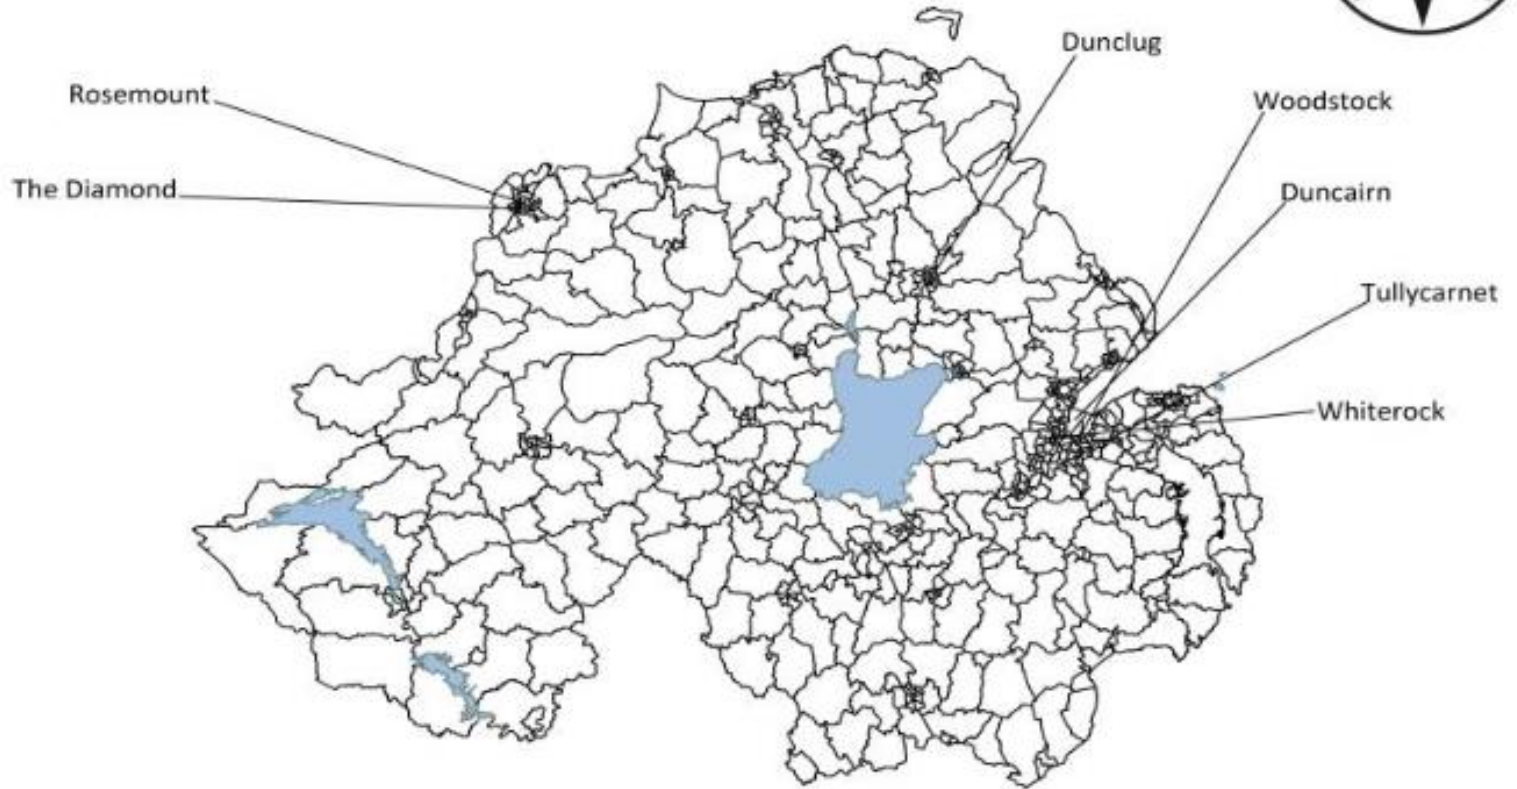 Dunclug
Rosemount
Woodstock
The Diamond
Duncairn
Tullycarnet
Whiterock